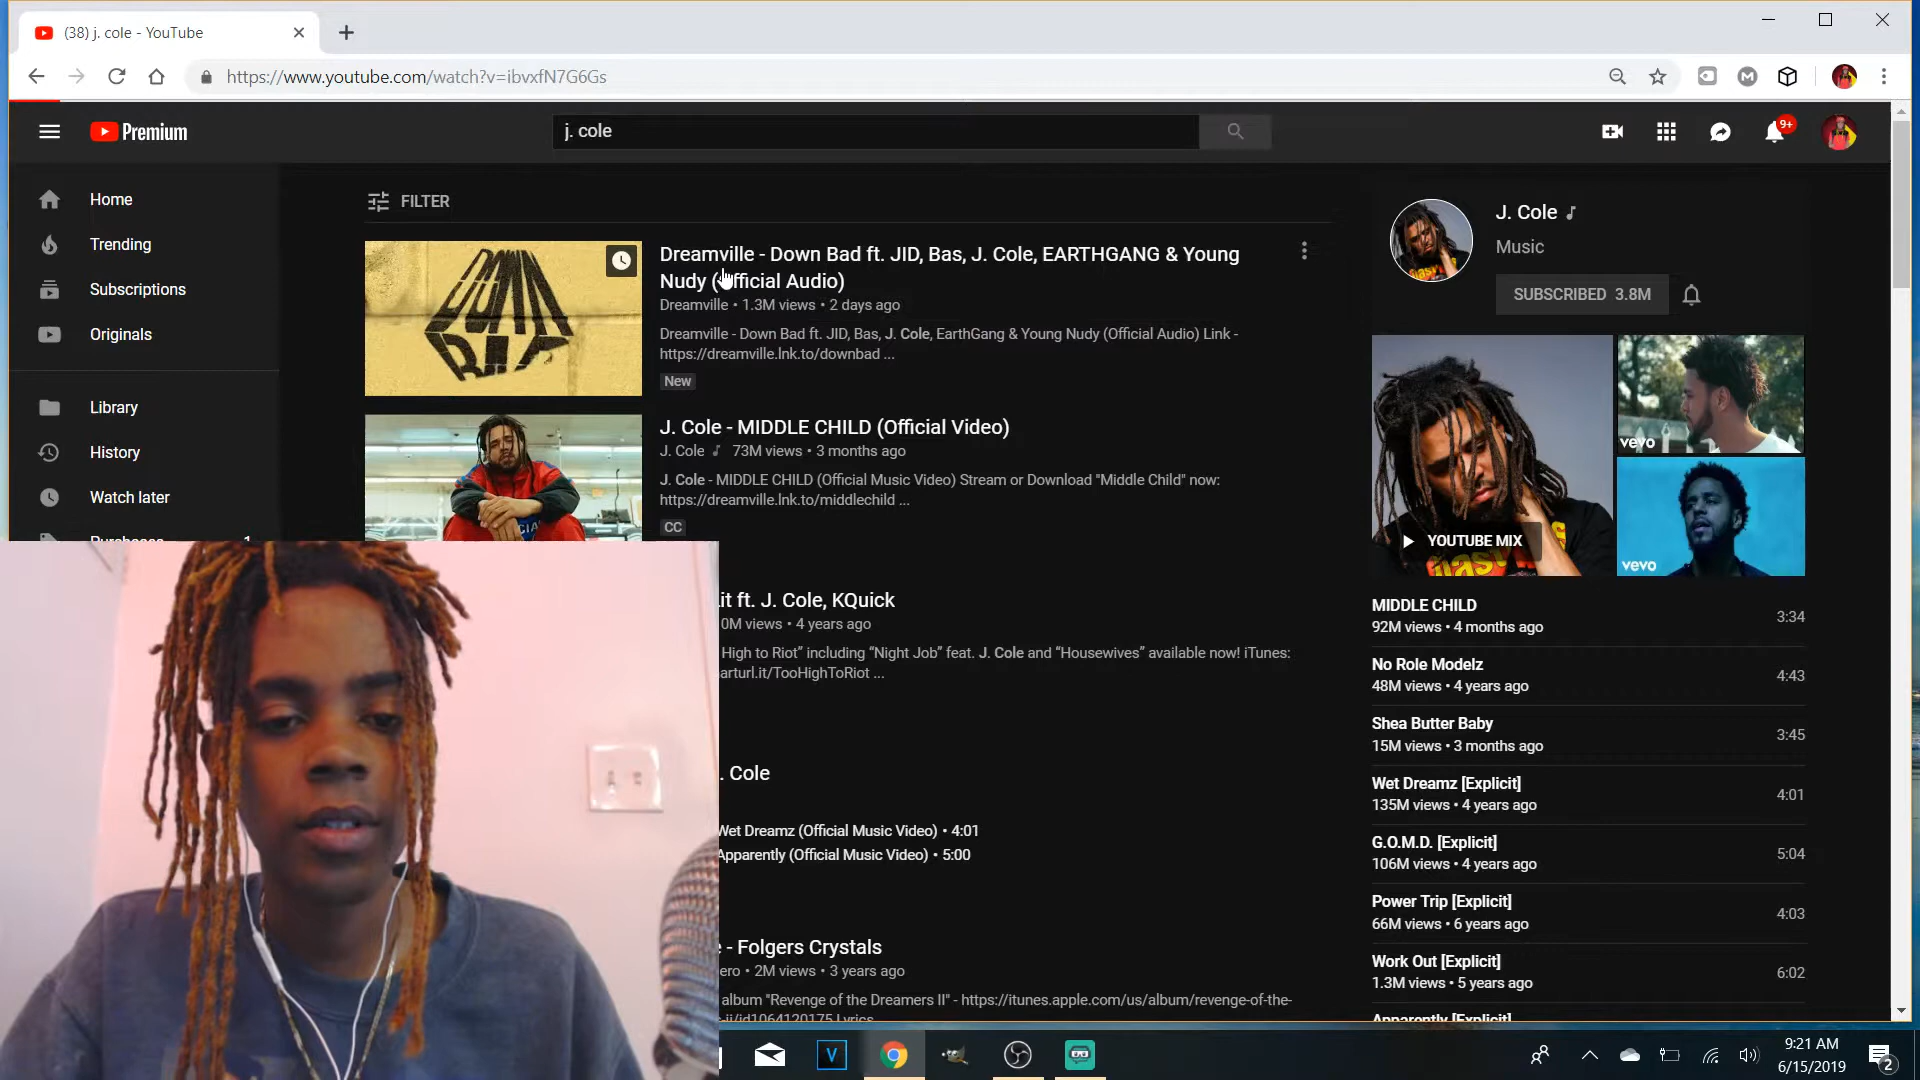 (38) j. cole - YouTube
https://www.youtube.com/watch?v=ibvxfN7G6Gs
Premium
j. cole
9+
Home
Trending
Subscriptions
Originals
Library
History
Watch later
1
FILTER
DOWN
Dreamville - Down Bad ft. JID, Bas, J. Cole, EARTHGANG & Young
Nudy (Official Audio)
Dreamville • 1.3M views • 2 days ago
Dreamville - Down Bad ft. JID, Bas, J. Cole, EarthGang & Young Nudy (Official Audio) Link -
https://dreamville.lnk.to/downbad ...
New
J. Cole - MIDDLE CHILD (Official Video)
J. Cole 73M views • 3 months ago
J. Cole - MIDDLE CHILD (Official Music Video) Stream or Download "Middle Child" now:
https://dreamville.lnk.to/middlechild ...
CC
it ft. J. Cole, KQuick
0M views • 4 years ago
High to Riot” including “Night Job” feat. J. Cole and “Housewives” available now! iTunes:
arturl.it/TooHighToRiot ...
. Cole
Wet Dreamz (Official Music Video) • 4:01
Apparently (Official Music Video) • 5:00
e - Folgers Crystals
ero • 2M views • 3 years ago
album "Revenge of the Dreamers II" - https://itunes.apple.com/us/album/revenge-of-the-
s-ii/id1064120175 Lyrics
J. Cole
Music
SUBSCRIBED 3.8M
YOUTUBE MIX
vevo
vevo
MIDDLE CHILD
92M views • 4 months ago
3:34
No Role Modelz
48M views • 4 years ago
4:43
Shea Butter Baby
15M views • 3 months ago
3:45
Wet Dreamz [Explicit]
135M views • 4 years ago
4:01
G.O.M.D. [Explicit]
106M views • 4 years ago
5:04
Power Trip [Explicit]
66M views • 6 years ago
4:03
Work Out [Explicit]
1.3M views • 5 years ago
6:02
Apparently [Explicit]
V
9:21 AM
6/15/2019
2